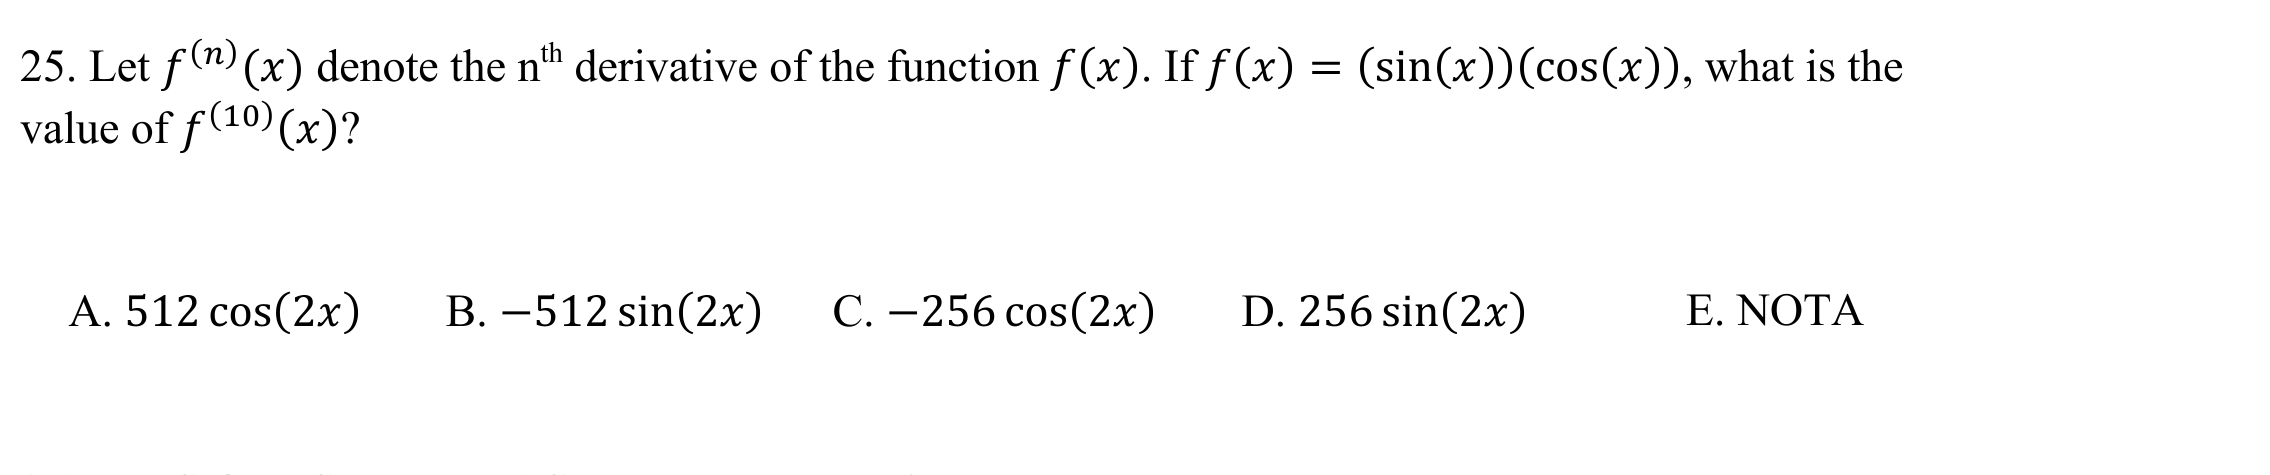 25. Let f⁽ⁿ⁾(x) denote the nᵗʰ derivative of the function f(x). If f(x) = (sin(x))(cos(x)), what is the
value of f⁽¹⁰⁾(x)?
A. 512 cos(2x) B. −512 sin(2x) C. −256 cos(2x) D. 256 sin(2x) E. NOTA